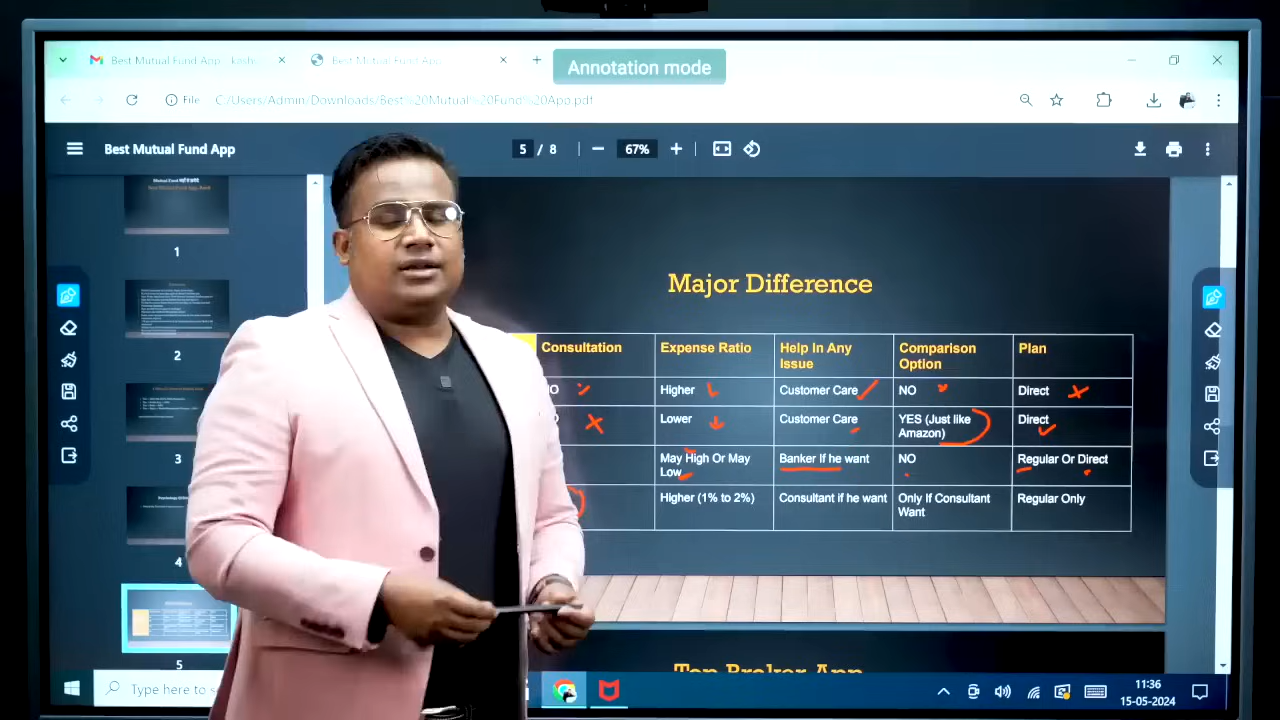 Best Mutual Fund App - kashi
Best Mutual Fund App
Annotation mode
File
C:/Users/Admin/Downloads/Best%20Mutual%20Fund%20App.pdf
Best Mutual Fund App
5 / 8
67%
1
2
3
4
5
Major Difference
Consultation
Expense Ratio
Help In Any
Issue
Comparison
Option
Plan
Higher
Customer Care
NO
Direct
Lower
Customer Care
YES (Just like
Amazon)
Direct
May High Or May
Low
Banker If he want
NO
Regular Or Direct
Higher (1% to 2%)
Consultant if he want
Only If Consultant
Want
Regular Only
Top Broker App
Type here to
11:36
15-05-2024